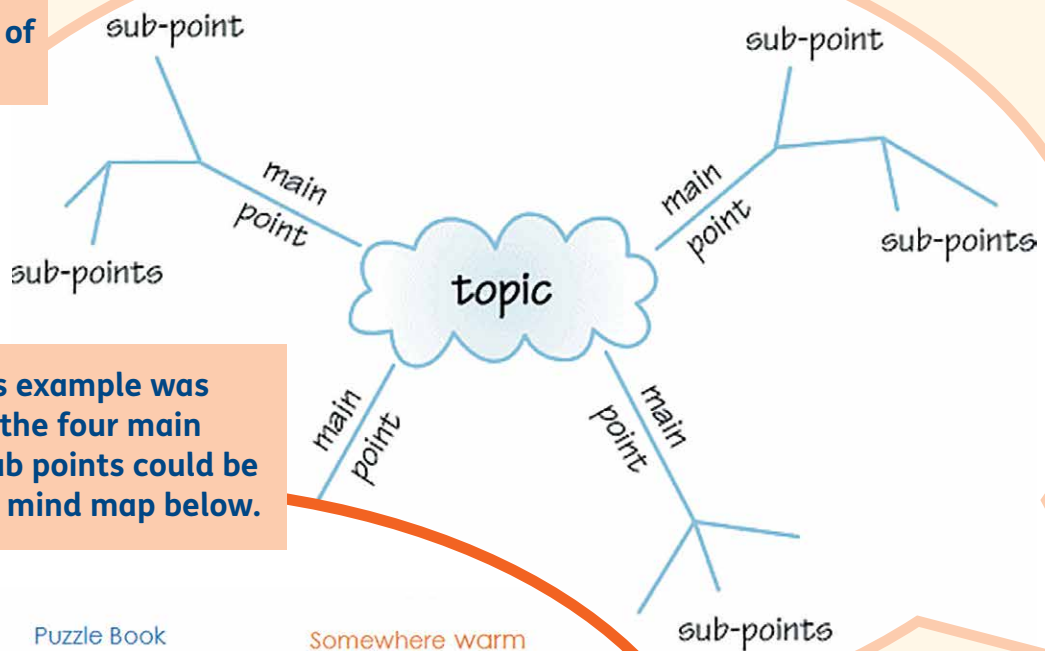 of
sub-point
sub-point
main
point
sub-points
main
point
sub-points
topic
s example was
the four main
ub points could be
mind map below.
main
point
main
point
sub-points
Puzzle Book
Somewhere warm